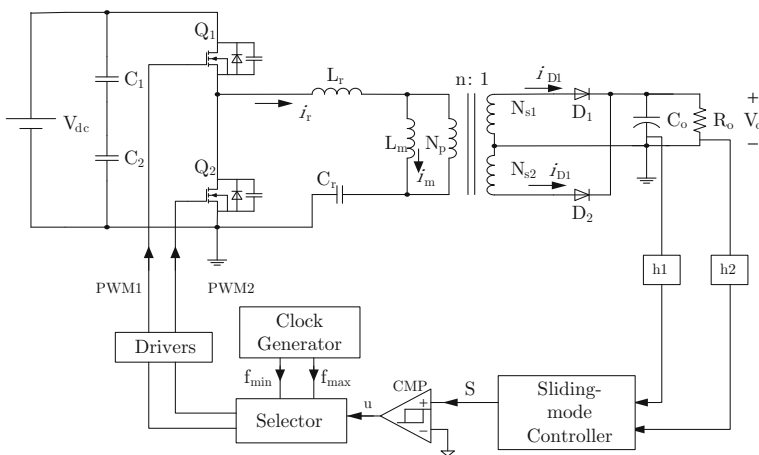 Q1
Lr
n: 1
iD1
C1
ir
Ns1
D1
Co
Ro
+
Vo
−
Vdc
Lm
Np
C2
Q2
im
Cr
Ns2
iD1
D2
h1
h2
PWM1
PWM2
Clock
Generator
Drivers
fmin
fmax
CMP
S
Sliding-
mode
Controller
u
+
−
Selector